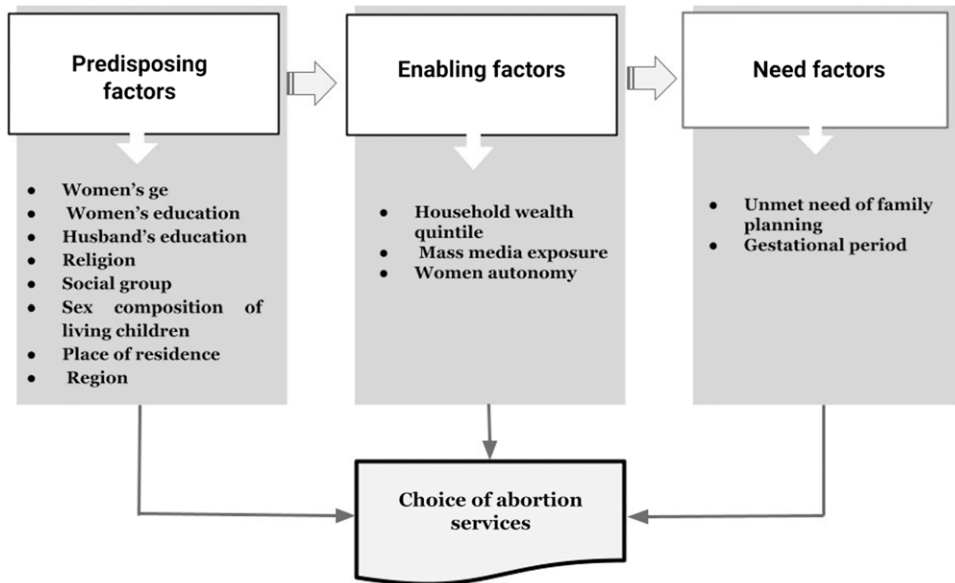 Predisposing
factors
Enabling factors
Need factors
● Women's ge
● Women's education
● Husband's education
● Religion
● Social group
● Sex composition of
living children
● Place of residence
● Region
● Household wealth
quintile
● Mass media exposure
● Women autonomy
● Unmet need of family
planning
● Gestational period
Choice of abortion
services